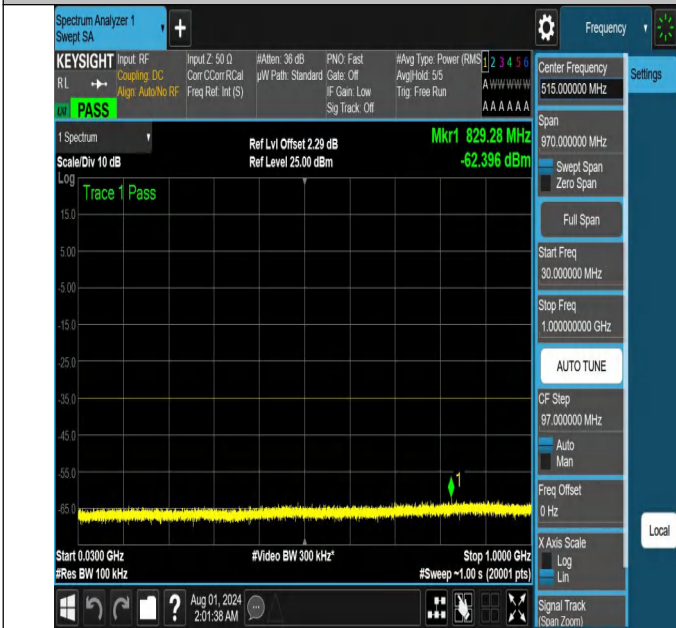 Spectrum Analyzer 1
Swept SA
+
Frequency
KEYSIGHT
RL
PASS
Input: RF
Coupling: DC
Align: Auto/No RF
Input Z: 50 Ω
Corr CCorr RCal
Freq Ref: Int (S)
#Atten: 36 dB
µW Path: Standard
PNO: Fast
Gate: Off
IF Gain: Low
Sig Track: Off
#Avg Type: Power (RMS
Avg|Hold: 5/5
Trig: Free Run
1 2 3 4 5 6
A W W W W W
A A A A A A
Center Frequency
515.000000 MHz
Settings
1 Spectrum
Scale/Div 10 dB
Log
Ref Lvl Offset 2.29 dB
Ref Level 25.00 dBm
Mkr1 829.28 MHz
-62.396 dBm
Trace 1 Pass
15.0
5.00
-5.00
-15.0
-25.0
-35.0
-45.0
-55.0
-65.0
1
Start 0.0300 GHz
#Res BW 100 kHz
#Video BW 300 kHz*
Stop 1.0000 GHz
#Sweep ~1.00 s (20001 pts)
Span
970.000000 MHz
Swept Span
Zero Span
Full Span
Start Freq
30.000000 MHz
Stop Freq
1.000000000 GHz
AUTO TUNE
CF Step
97.000000 MHz
Auto
Man
Freq Offset
0 Hz
X Axis Scale
Log
Lin
Local
Signal Track
(Span Zoom)
?
Aug 01, 2024
2:01:38 AM